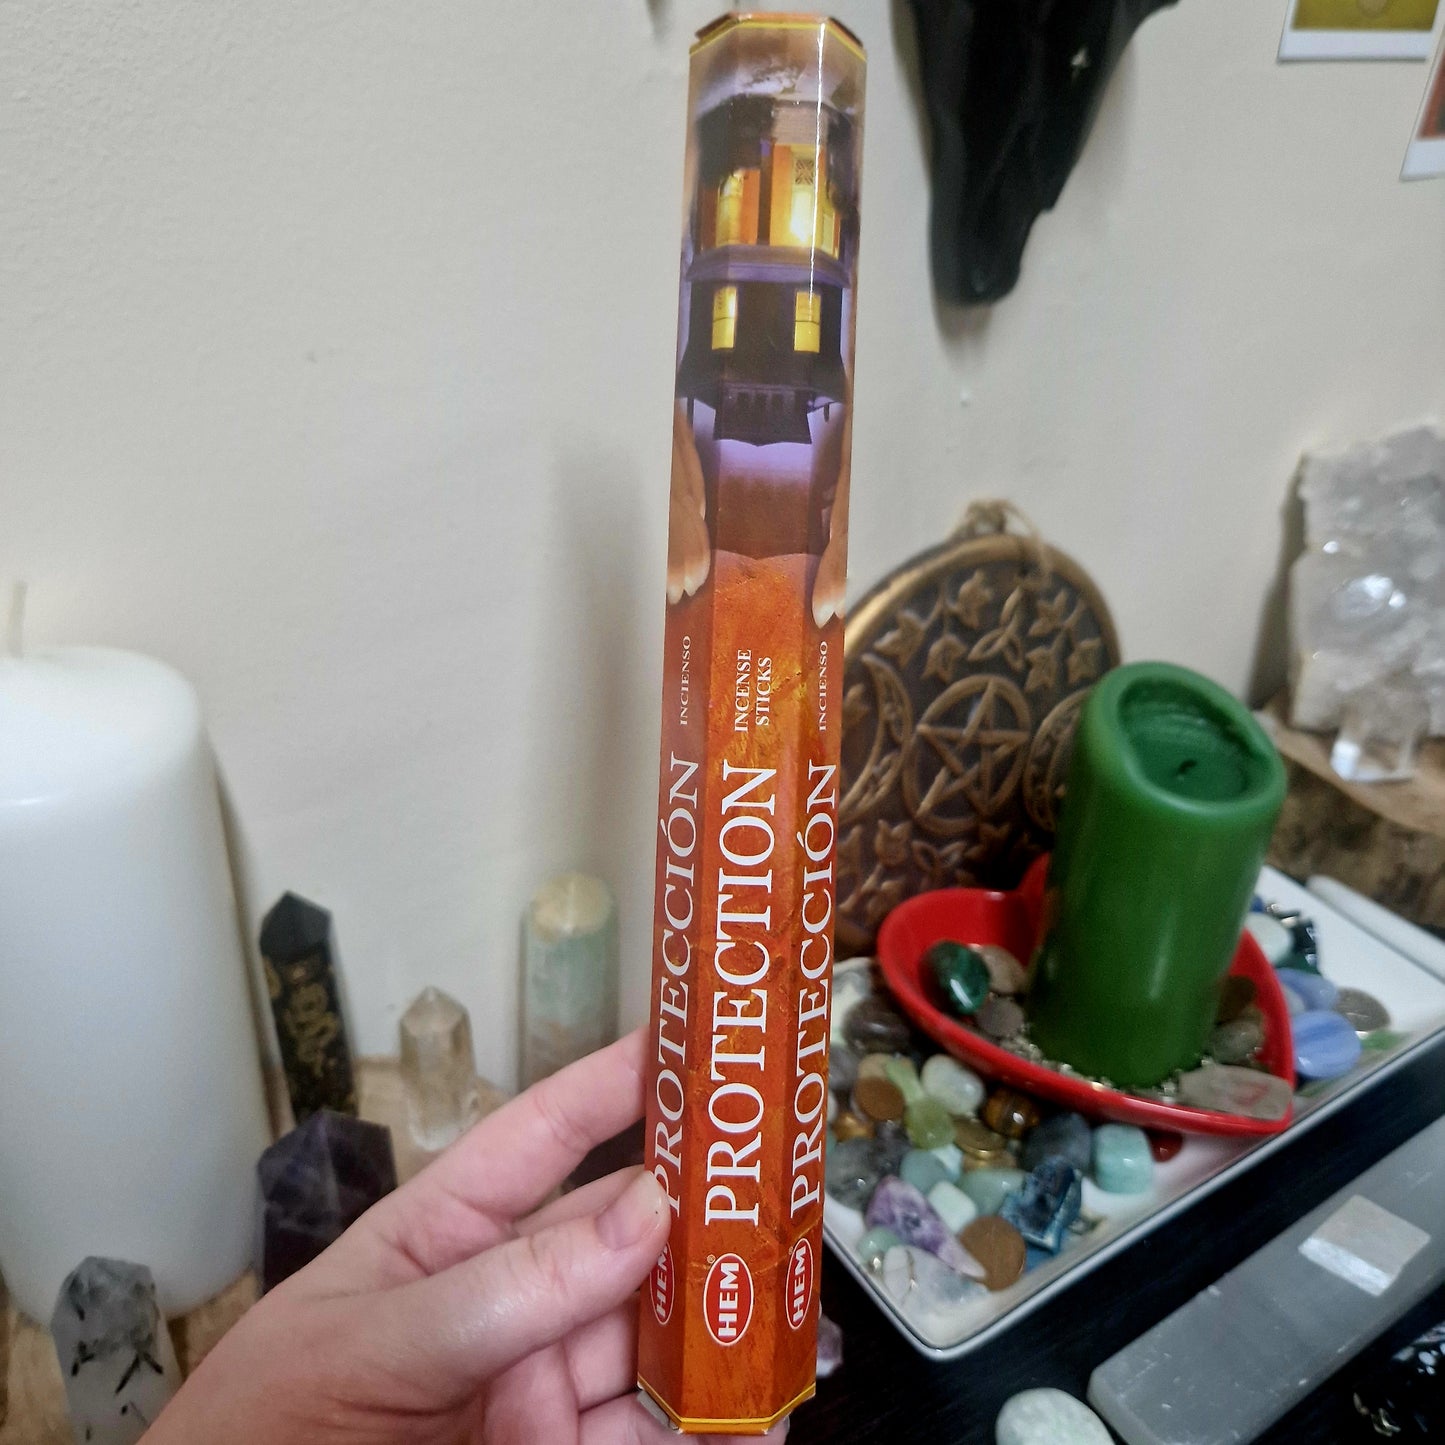 INCIENSO
PROTECCIÓN
HEM
INCENSE
STICKS
PROTECTION
HEM®
INCIENSO
PROTECCIÓN
HEM